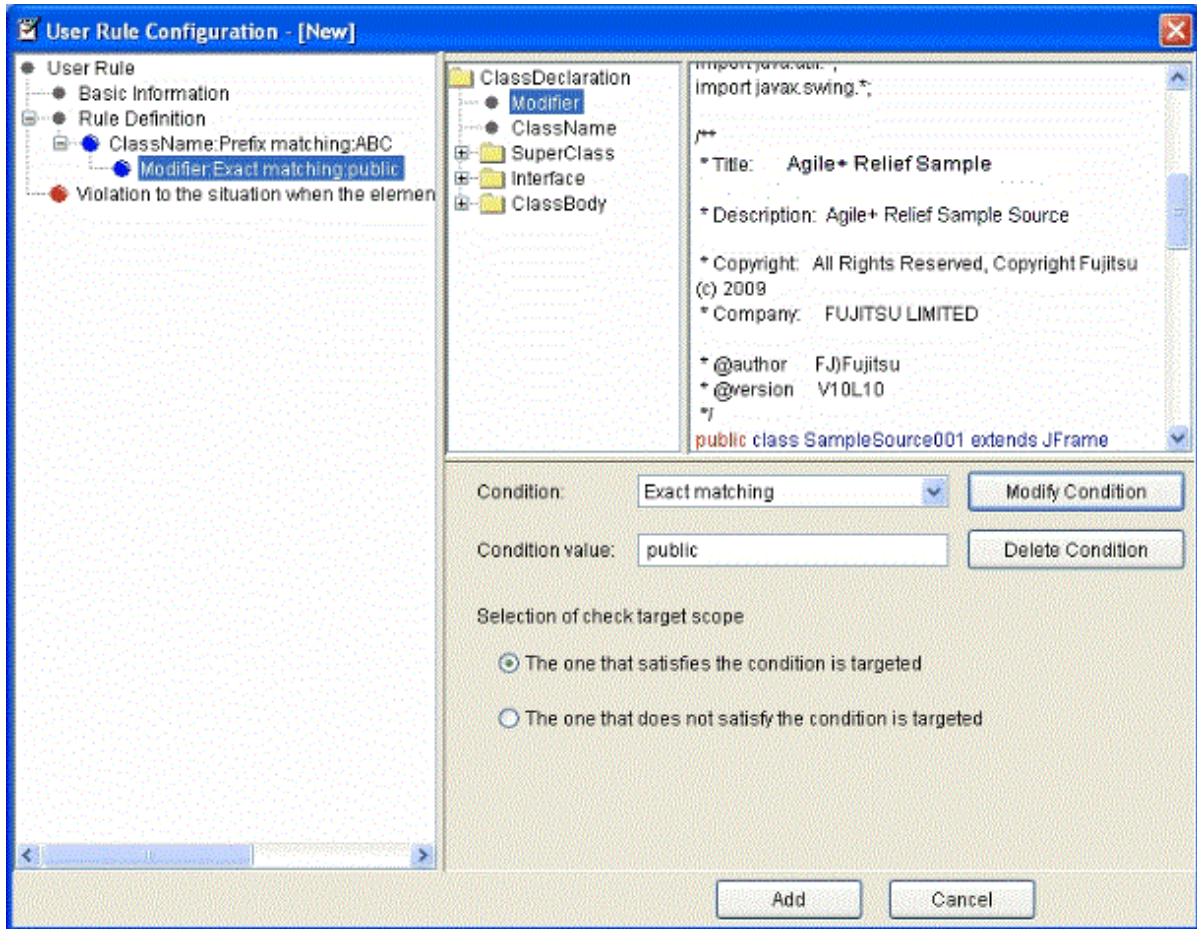 User Rule Configuration - [New]
User Rule
Basic Information
Rule Definition
ClassName:Prefix matching:ABC
Modifier:Exact matching:public
Violation to the situation when the elemen
ClassDeclaration
Modifier
ClassName
SuperClass
Interface
ClassBody
import java.util.*;
import javax.swing.*;
/**
* Title: Agile+ Relief Sample
* Description: Agile+ Relief Sample Source
* Copyright: All Rights Reserved, Copyright Fujitsu
(c) 2009
* Company: FUJITSU LIMITED
* @author FJ)Fujitsu
* @version V10L10
*/
public class SampleSource001 extends JFrame
Condition: Exact matching Modify Condition
Condition value: public Delete Condition
Selection of check target scope
The one that satisfies the condition is targeted
The one that does not satisfy the condition is targeted
Add Cancel